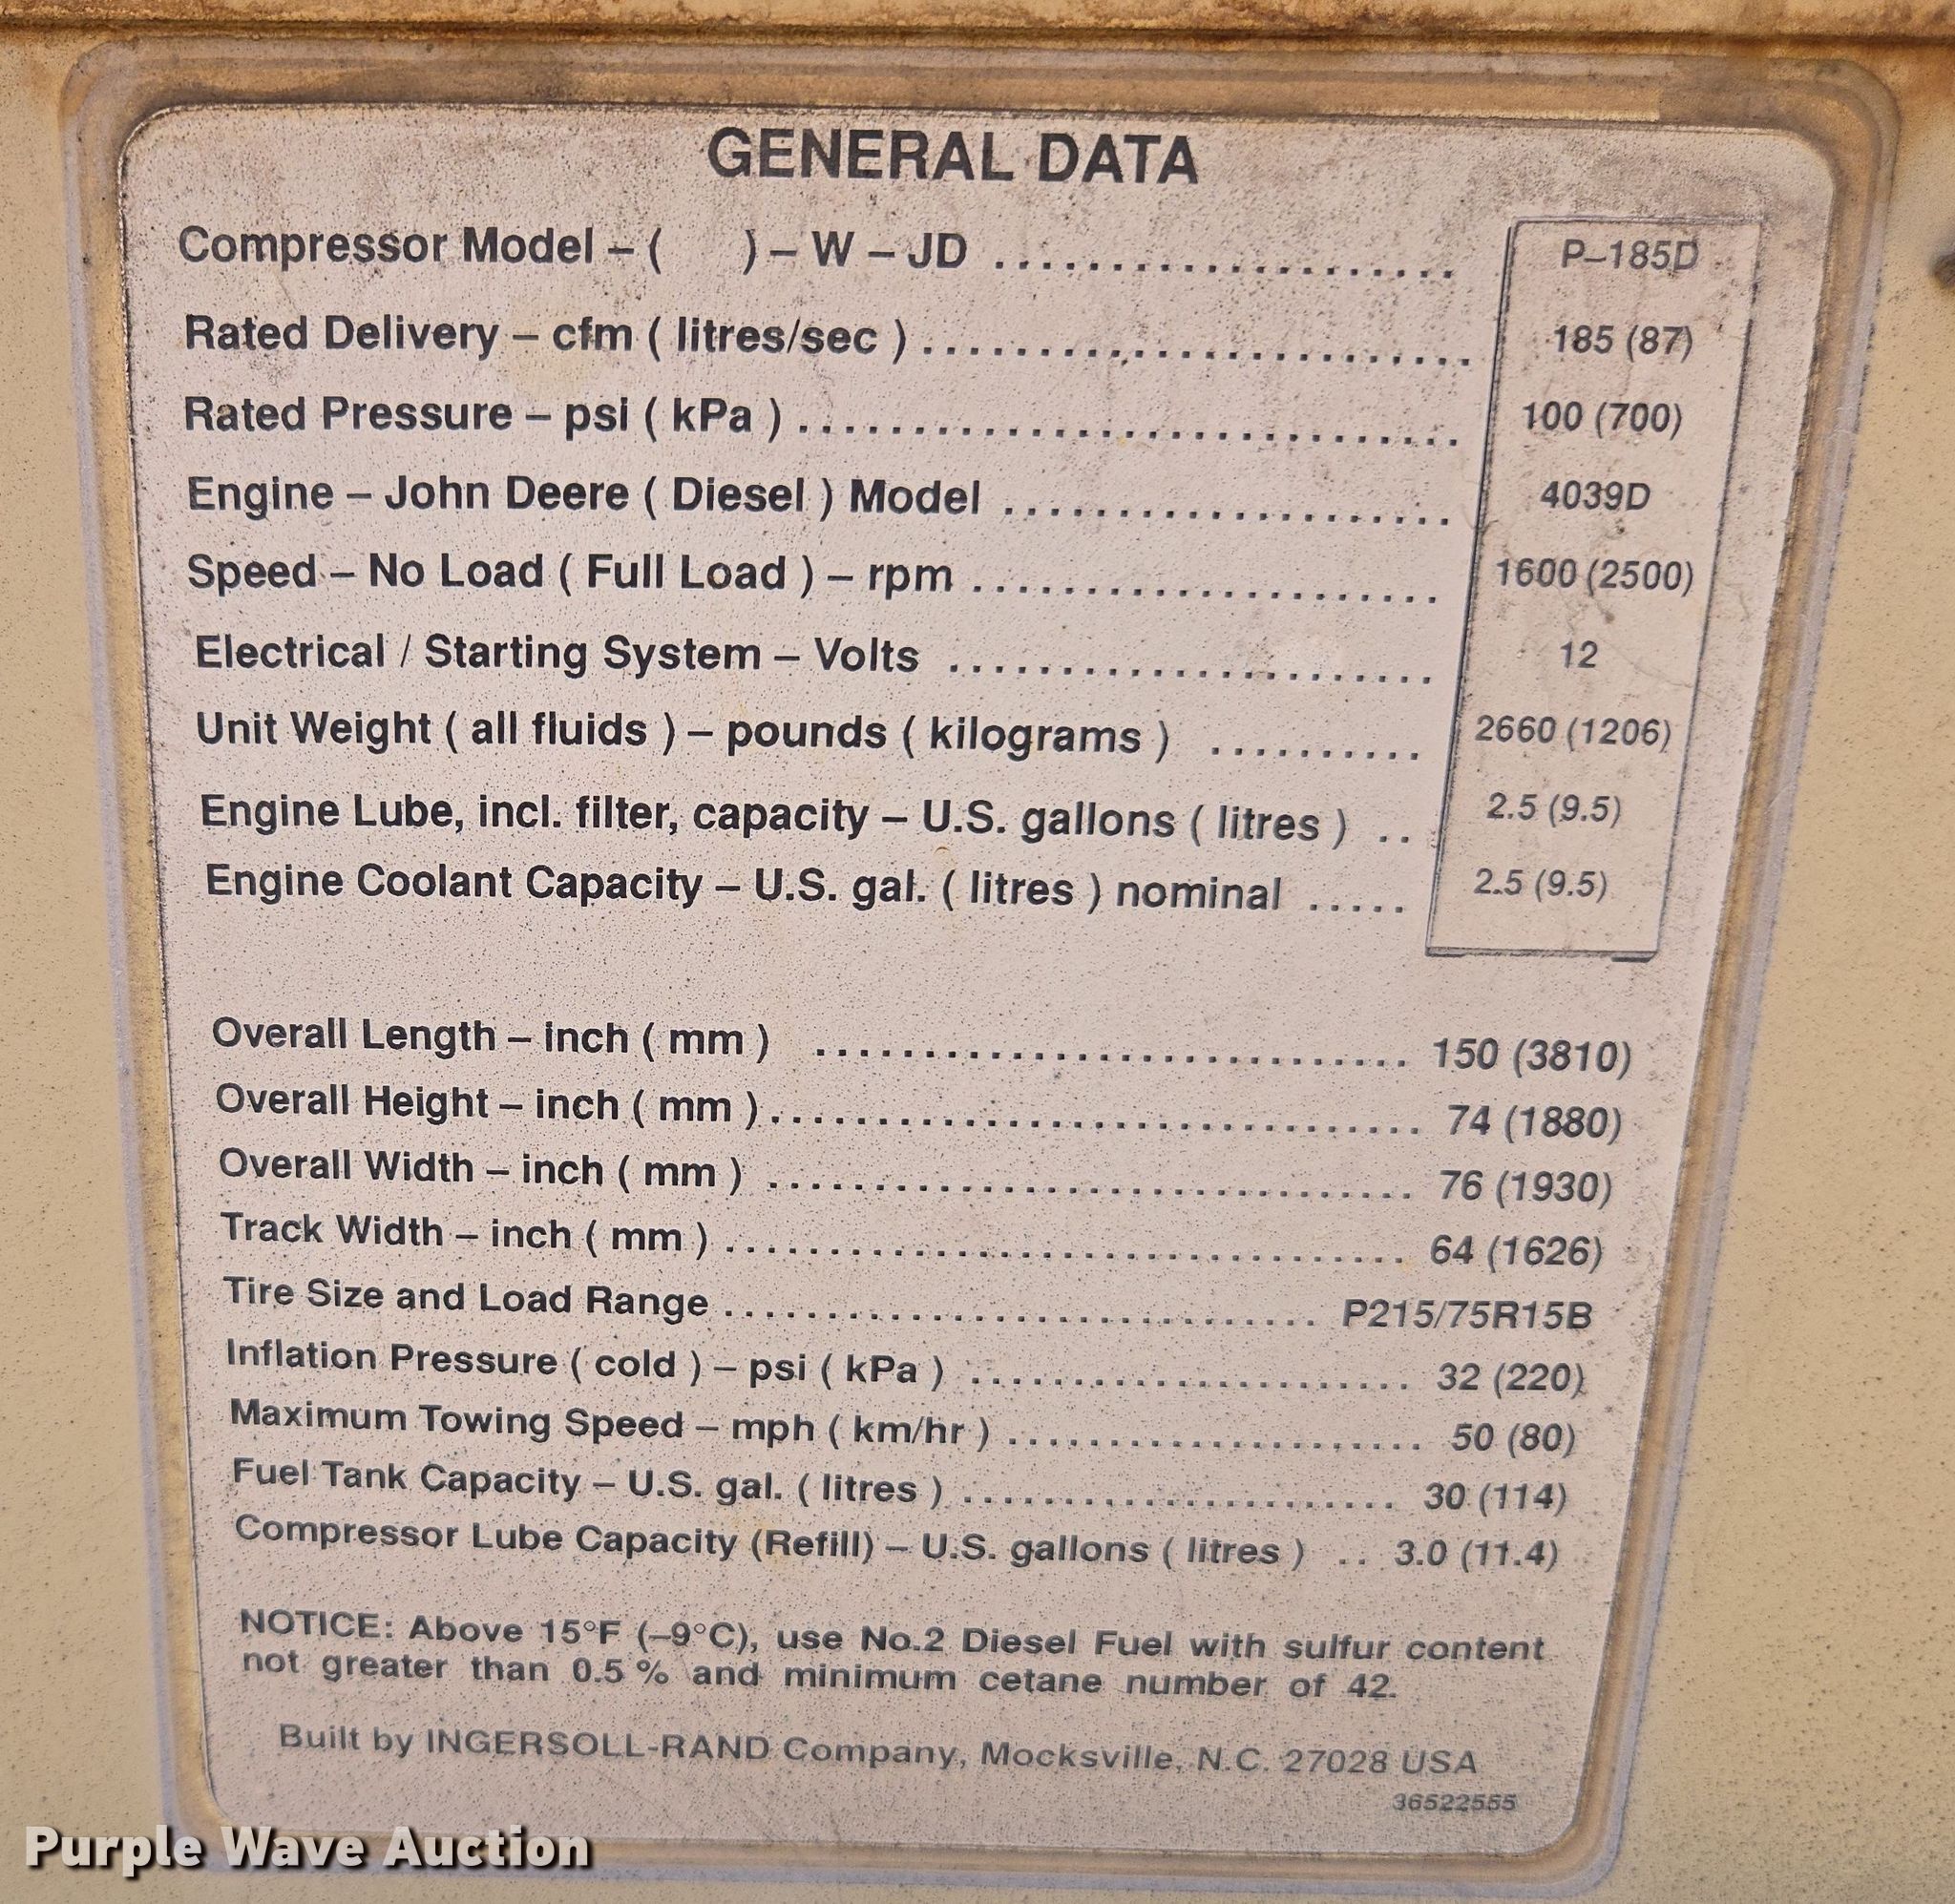 GENERAL DATA
Compressor Model – (      ) – W – JD .................... P–185D
Rated Delivery – cfm ( litres/sec ) ........................ 185 (87)
Rated Pressure – psi ( kPa ) ............................. 100 (700)
Engine – John Deere ( Diesel ) Model .................... 4039D
Speed – No Load ( Full Load ) – rpm ..................... 1600 (2500)
Electrical / Starting System – Volts ...................... 12
Unit Weight ( all fluids ) – pounds ( kilograms ) .......... 2660 (1206)
Engine Lube, incl. filter, capacity – U.S. gallons ( litres ) .. 2.5 (9.5)
Engine Coolant Capacity – U.S. gal. ( litres ) nominal ..... 2.5 (9.5)
Overall Length – inch ( mm ) ............................ 150 (3810)
Overall Height – inch ( mm ) .............................. 74 (1880)
Overall Width – inch ( mm ) .............................. 76 (1930)
Track Width – inch ( mm ) ................................ 64 (1626)
Tire Size and Load Range ............................ P215/75R15B
Inflation Pressure ( cold ) – psi ( kPa ) ...................... 32 (220)
Maximum Towing Speed – mph ( km/hr ) .................... 50 (80)
Fuel Tank Capacity – U.S. gal. ( litres ) ..................... 30 (114)
Compressor Lube Capacity (Refill) – U.S. gallons ( litres ) .. 3.0 (11.4)
NOTICE: Above 15°F (–9°C), use No.2 Diesel Fuel with sulfur content
not greater than 0.5 % and minimum cetane number of 42.
Built by INGERSOLL-RAND Company, Mocksville, N.C. 27028 USA
36522555
Purple Wave Auction